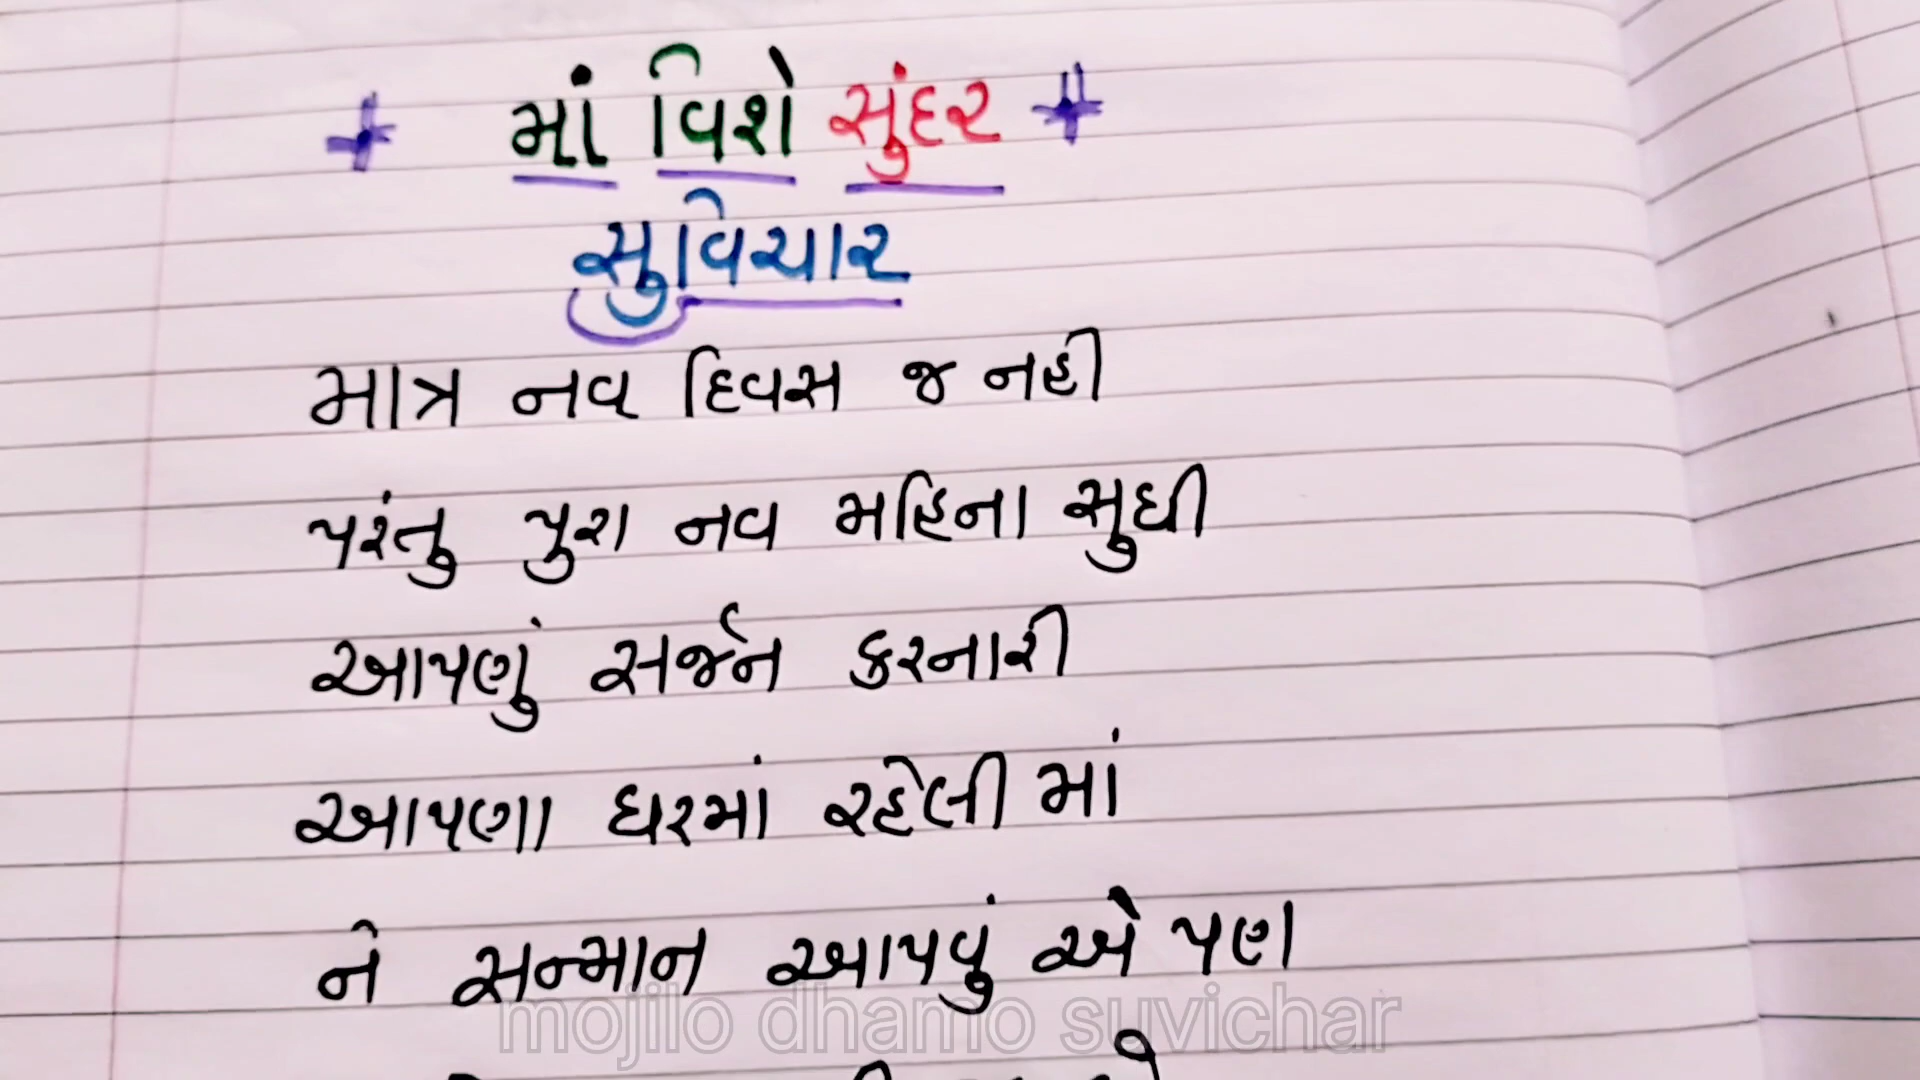 માં વિશે સુંદર
સુવિચાર
માત્ર નવ દિવસ જ નહી
પરંતુ પુરા નવ મહિના સુધી
આપણું સર્જન કરનારી
આપણા ઘરમાં રહેલી માં
ને સન્માન આપવું એ પણ
mojilo dhamo suvichar